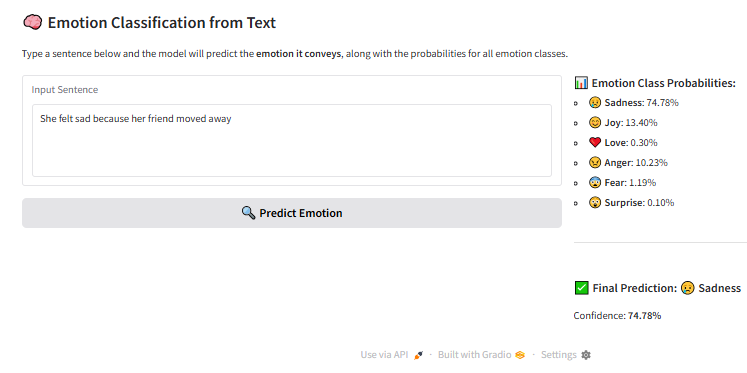 🧠 Emotion Classification from Text
Type a sentence below and the model will predict the emotion it conveys, along with the probabilities for all emotion classes.
Input Sentence
She felt sad because her friend moved away
🔍 Predict Emotion
📊 Emotion Class Probabilities:
😢 Sadness: 74.78%
😊 Joy: 13.40%
❤️ Love: 0.30%
😠 Anger: 10.23%
😨 Fear: 1.19%
😲 Surprise: 0.10%
✅ Final Prediction: 😢 Sadness
Confidence: 74.78%
Use via API 🚀 · Built with Gradio · Settings ⚙️